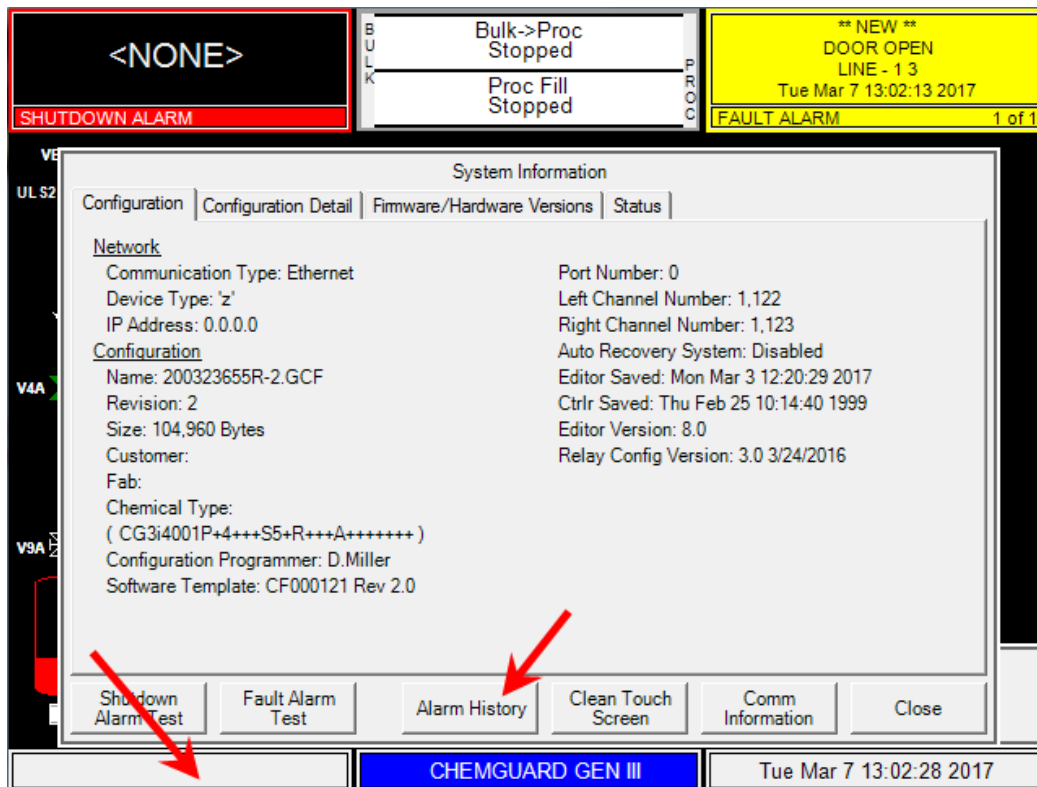 <NONE>
SHUTDOWN ALARM
BULK
Bulk->Proc
Stopped
Proc Fill
Stopped
PROC
** NEW **
DOOR OPEN
LINE - 1 3
Tue Mar 7 13:02:13 2017
FAULT ALARM 1 of 1
UL S2
V4A
V9A
System Information
Configuration Configuration Detail Firmware/Hardware Versions Status
Network
Communication Type: Ethernet
Device Type: 'z'
IP Address: 0.0.0.0
Configuration
Name: 200323655R-2.GCF
Revision: 2
Size: 104,960 Bytes
Customer:
Fab:
Chemical Type:
( CG3i4001P+4+++S5+R+++A+++++++ )
Configuration Programmer: D.Miller
Software Template: CF000121 Rev 2.0
Port Number: 0
Left Channel Number: 1,122
Right Channel Number: 1,123
Auto Recovery System: Disabled
Editor Saved: Mon Mar 3 12:20:29 2017
Ctrlr Saved: Thu Feb 25 10:14:40 1999
Editor Version: 8.0
Relay Config Version: 3.0 3/24/2016
Shutdown
Alarm Test
Fault Alarm
Test
Alarm History
Clean Touch
Screen
Comm
Information
Close
CHEMGUARD GEN III
Tue Mar 7 13:02:28 2017